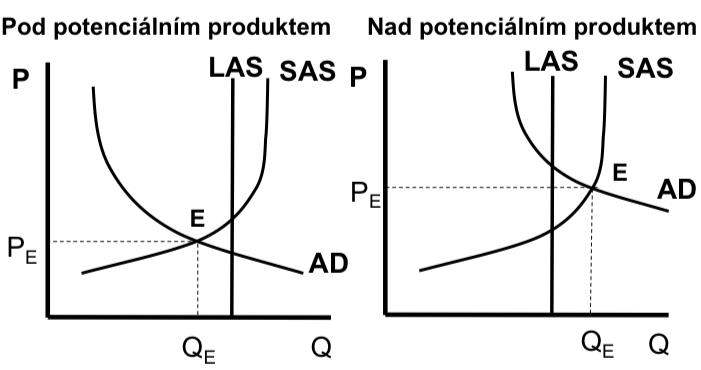 Pod potenciálním produktem
P
LAS
SAS
E
P_E
AD
Q_E
Q
Nad potenciálním produktem
P
LAS
SAS
E
P_E
AD
Q_E
Q